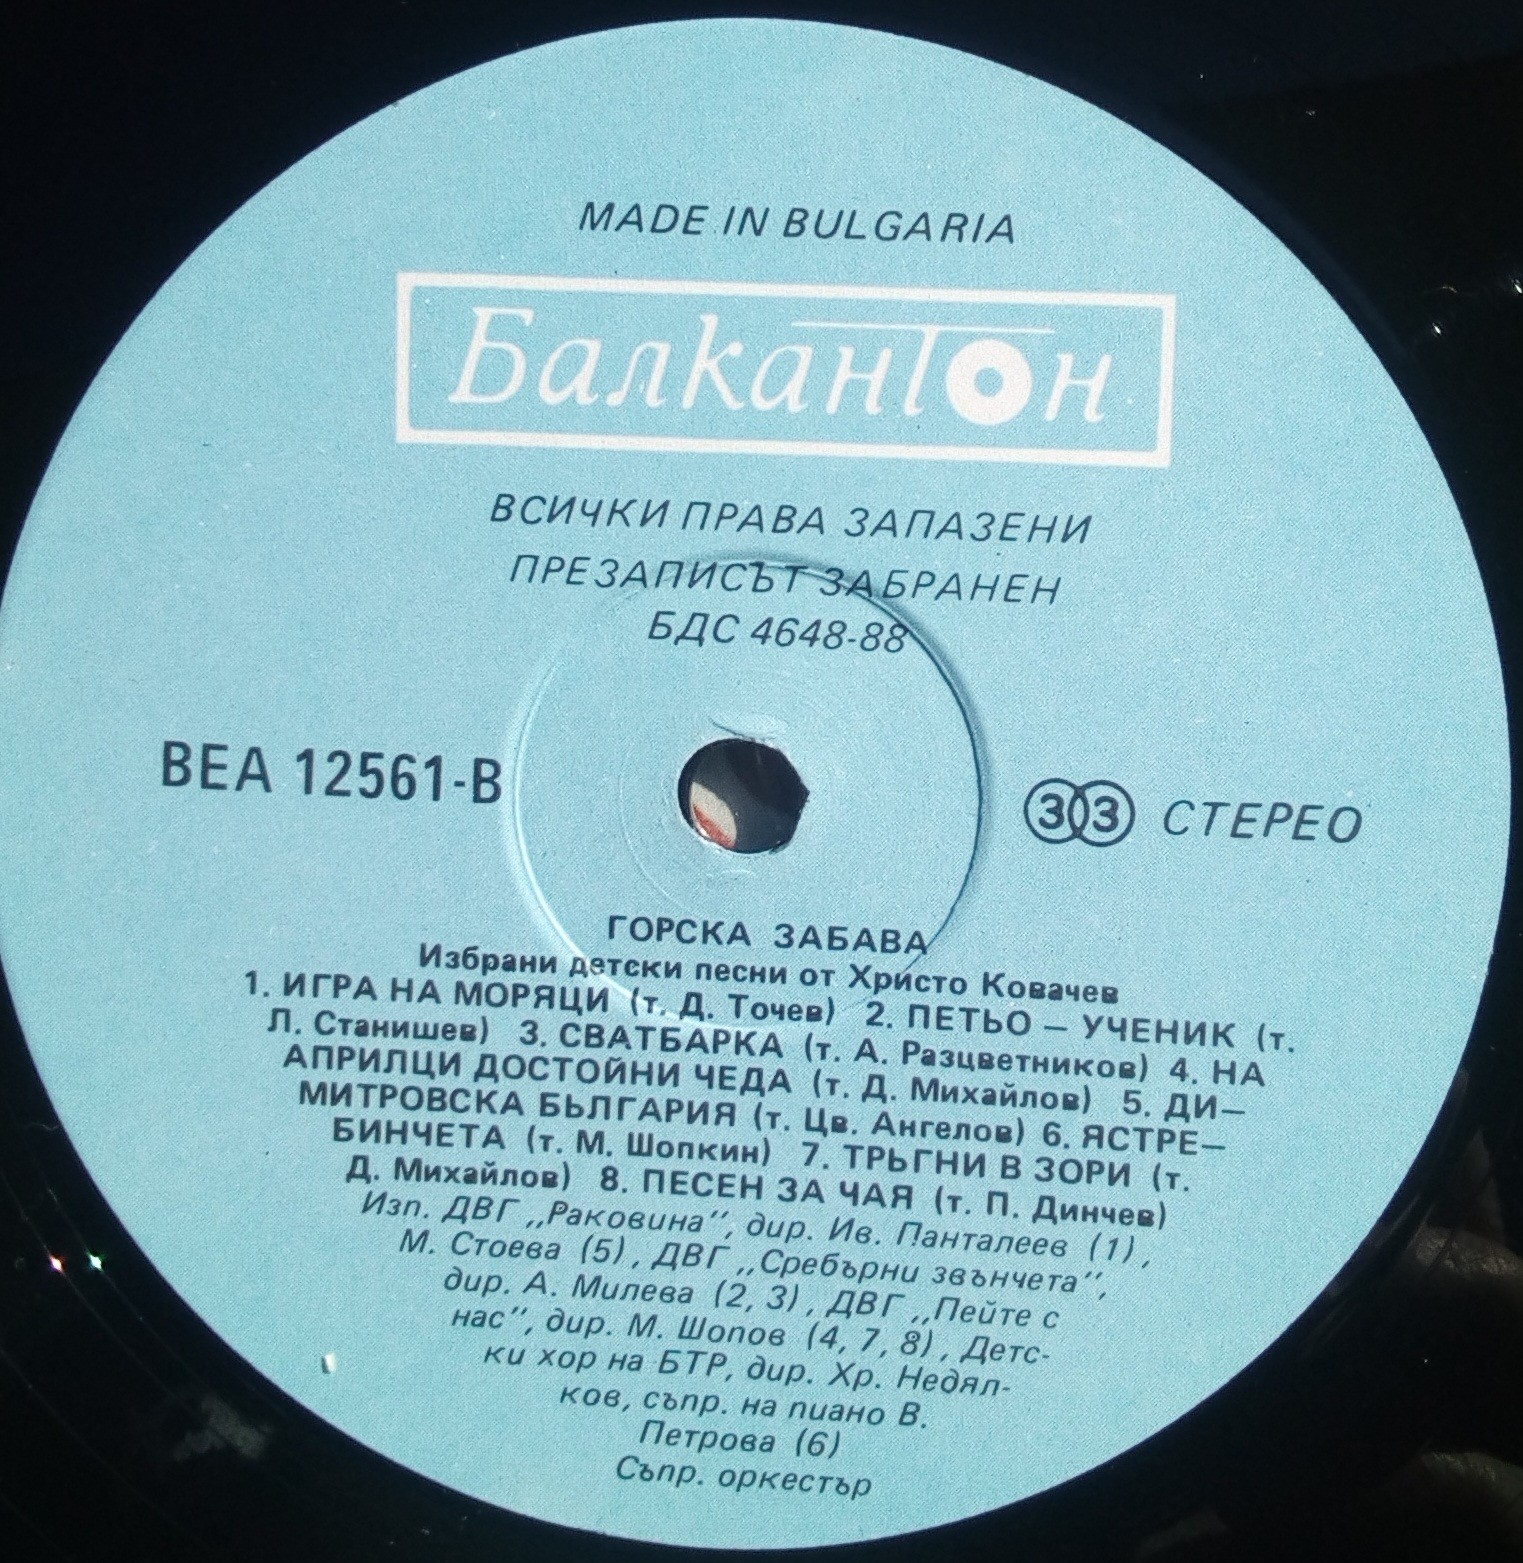 MADE IN BULGARIA
Балкантон
ВСИЧКИ ПРАВА ЗАПАЗЕНИ
ПРЕЗАПИСЪТ ЗАБРАНЕН
БДС 4648-88
ВЕА 12561-В
33 СТЕРЕО
ГОРСКА ЗАБАВА
Избрани детски песни от Христо Ковачев
1. ИГРА НА МОРЯЦИ (т. Д. Точев) 2. ПЕТЬО – УЧЕНИК (т.
Л. Станишев) 3. СВАТБАРКА (т. А. Разцветников) 4. НА
АПРИЛЦИ ДОСТОЙНИ ЧЕДА (т. Д. Михайлов) 5. ДИ–
МИТРОВСКА БЬЛГАРИЯ (т. Цв. Ангелов) 6. ЯСТРЕ–
БИНЧЕТА (т. М. Шопкин) 7. ТРЬГНИ В ЗОРИ (т.
Д. Михайлов) 8. ПЕСЕН ЗА ЧАЯ (т. П. Динчев)
Изп. ДВГ ,,Раковина'', дир. Ив. Панталеев (1),
М. Стоева (5), ДВГ ,,Сребърни звънчета'',
дир. А. Милева (2, 3), ДВГ ,,Пейте с
нас'', дир. М. Шопов (4, 7, 8), Детс-
ки хор на БТР, дир. Хр. Недял-
ков, съпр. на пиано В.
Петрова (6)
Съпр. оркестър